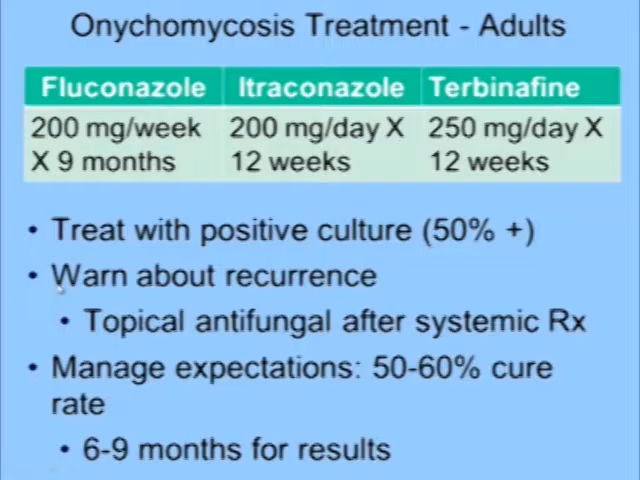 Onychomycosis Treatment - Adults
Fluconazole Itraconazole Terbinafine
200 mg/week 200 mg/day X 250 mg/day X
X 9 months 12 weeks 12 weeks
• Treat with positive culture (50% +)
• Warn about recurrence
• Topical antifungal after systemic Rx
• Manage expectations: 50-60% cure
rate
• 6-9 months for results